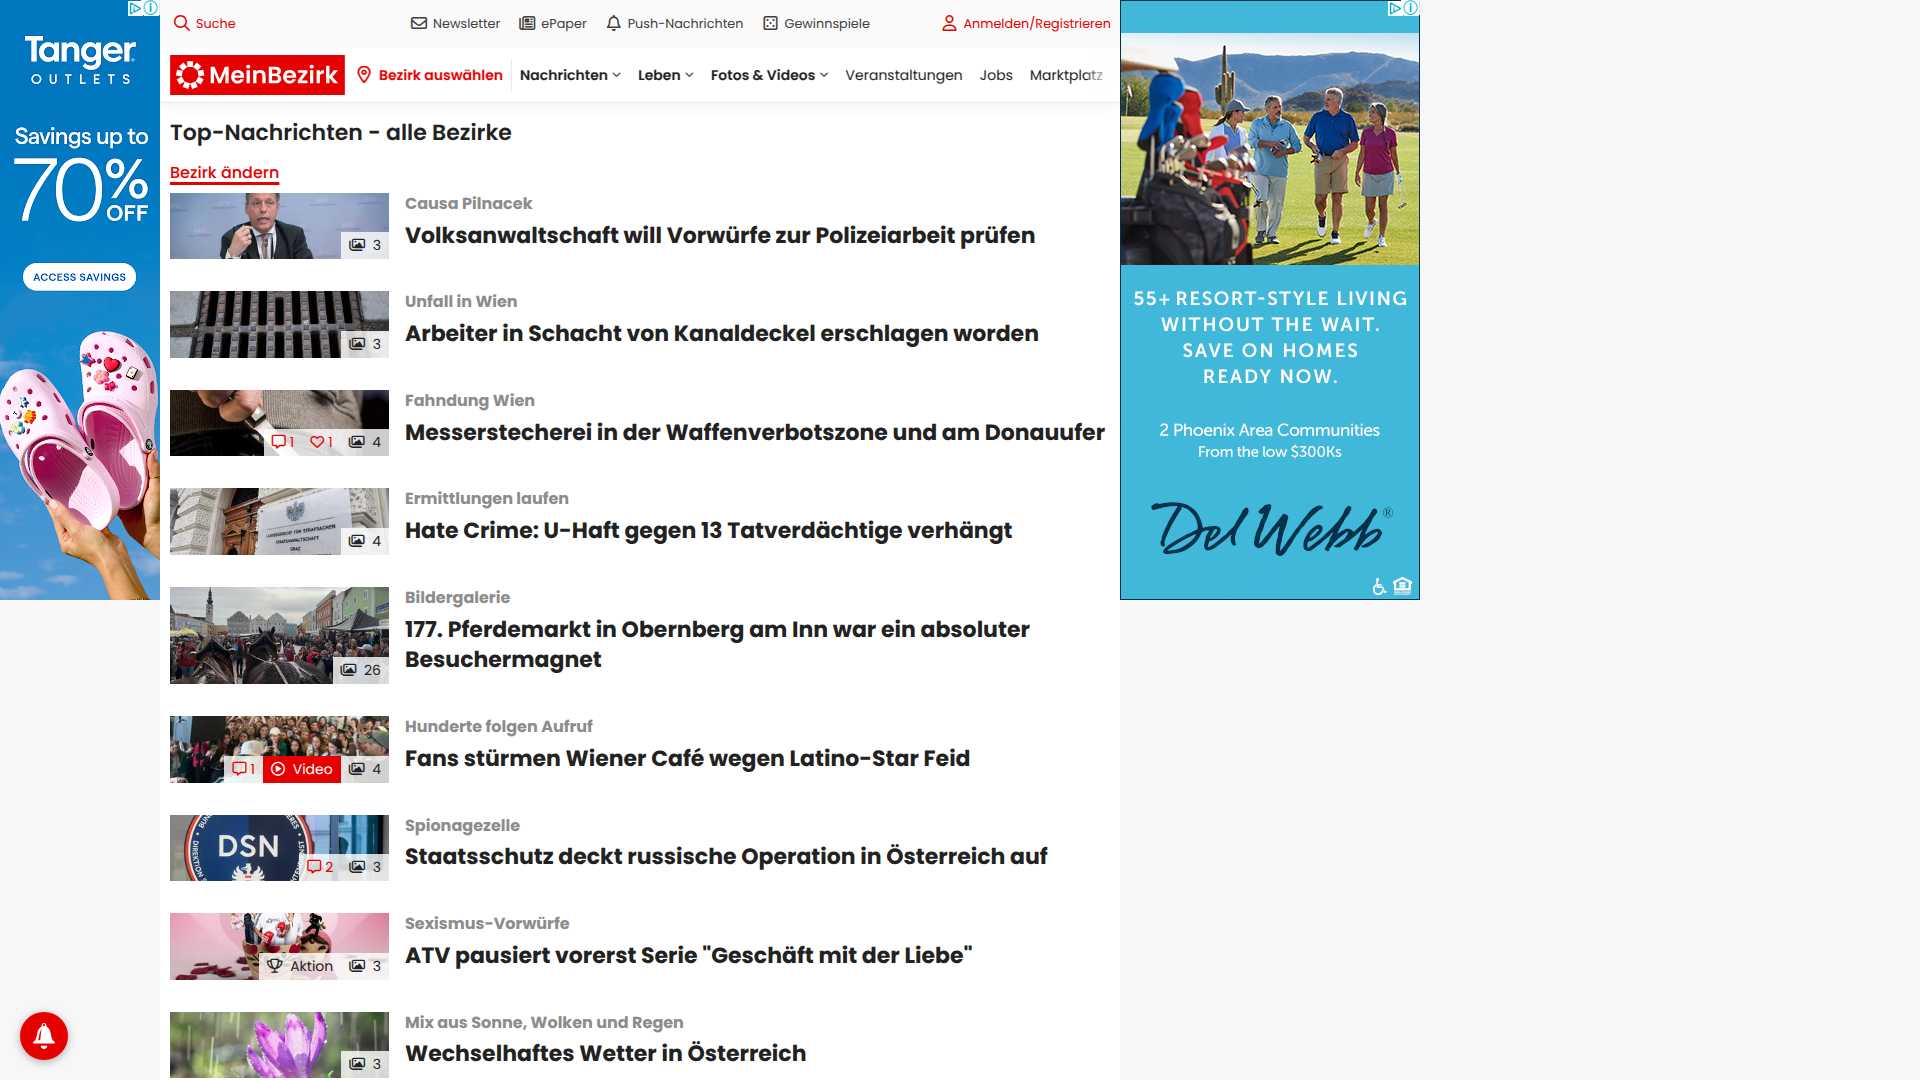 Tanger
OUTLETS
Savings up to
70%
OFF
ACCESS SAVINGS
Suche
Newsletter
ePaper
Push-Nachrichten
Gewinnspiele
Anmelden/Registrieren
MeinBezirk
Bezirk auswählen
Nachrichten
Leben
Fotos & Videos
Veranstaltungen
Jobs
Marktplatz
Top-Nachrichten - alle Bezirke
Bezirk ändern
3
Causa Pilnacek
Volksanwaltschaft will Vorwürfe zur Polizeiarbeit prüfen
3
Unfall in Wien
Arbeiter in Schacht von Kanaldeckel erschlagen worden
1 1 4
Fahndung Wien
Messerstecherei in der Waffenverbotszone und am Donauufer
4
Ermittlungen laufen
Hate Crime: U-Haft gegen 13 Tatverdächtige verhängt
26
Bildergalerie
177. Pferdemarkt in Obernberg am Inn war ein absoluter
Besuchermagnet
1 Video 4
Hunderte folgen Aufruf
Fans stürmen Wiener Café wegen Latino-Star Feid
DSN
2 3
Spionagezelle
Staatsschutz deckt russische Operation in Österreich auf
Aktion 3
Sexismus-Vorwürfe
ATV pausiert vorerst Serie "Geschäft mit der Liebe"
3
Mix aus Sonne, Wolken und Regen
Wechselhaftes Wetter in Österreich
55+ RESORT-STYLE LIVING
WITHOUT THE WAIT.
SAVE ON HOMES
READY NOW.
2 Phoenix Area Communities
From the low $300Ks
Del Webb®